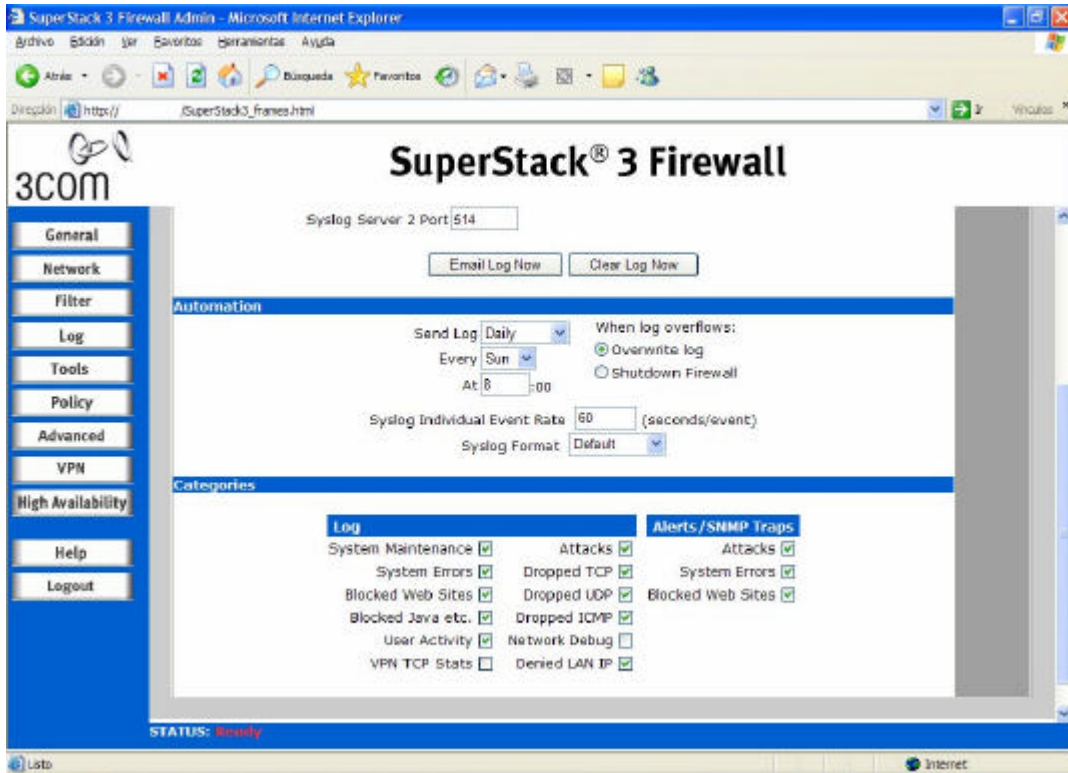 SuperStack 3 Firewall Admin - Microsoft Internet Explorer
Archivo Edición Ver Favoritos Herramientas Ayuda
Atrás Búsqueda Favoritos
Dirección http:// /SuperStack3_frames.html Ir Vínculos
3COM
SuperStack® 3 Firewall
General
Network
Filter
Log
Tools
Policy
Advanced
VPN
High Availability
Help
Logout
Syslog Server 2 Port 514
Email Log Now Clear Log Now
Automation
Send Log Daily
Every Sun
At 8 :00
When log overflows:
Overwrite log
Shutdown Firewall
Syslog Individual Event Rate 60 (seconds/event)
Syslog Format Default
Categories
Log
Alerts/SNMP Traps
System Maintenance Attacks Attacks
System Errors Dropped TCP System Errors
Blocked Web Sites Dropped UDP Blocked Web Sites
Blocked Java etc. Dropped ICMP
User Activity Network Debug
VPN TCP Stats Denied LAN IP
STATUS: Ready
Listo Internet